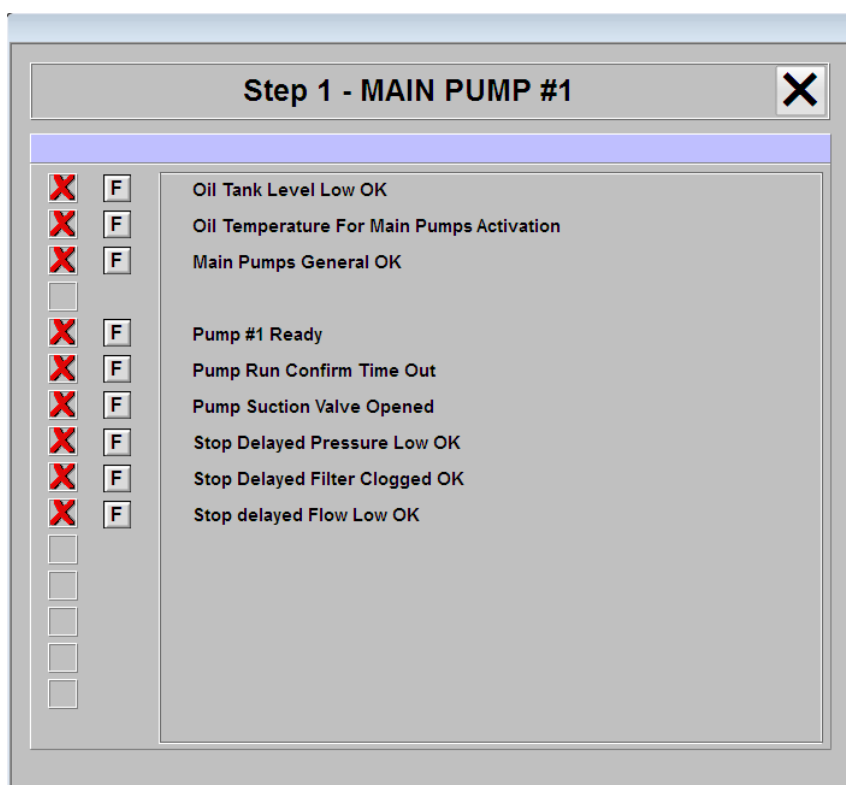 Step 1 - MAIN PUMP #1
F Oil Tank Level Low OK
F Oil Temperature For Main Pumps Activation
F Main Pumps General OK
F Pump #1 Ready
F Pump Run Confirm Time Out
F Pump Suction Valve Opened
F Stop Delayed Pressure Low OK
F Stop Delayed Filter Clogged OK
F Stop delayed Flow Low OK